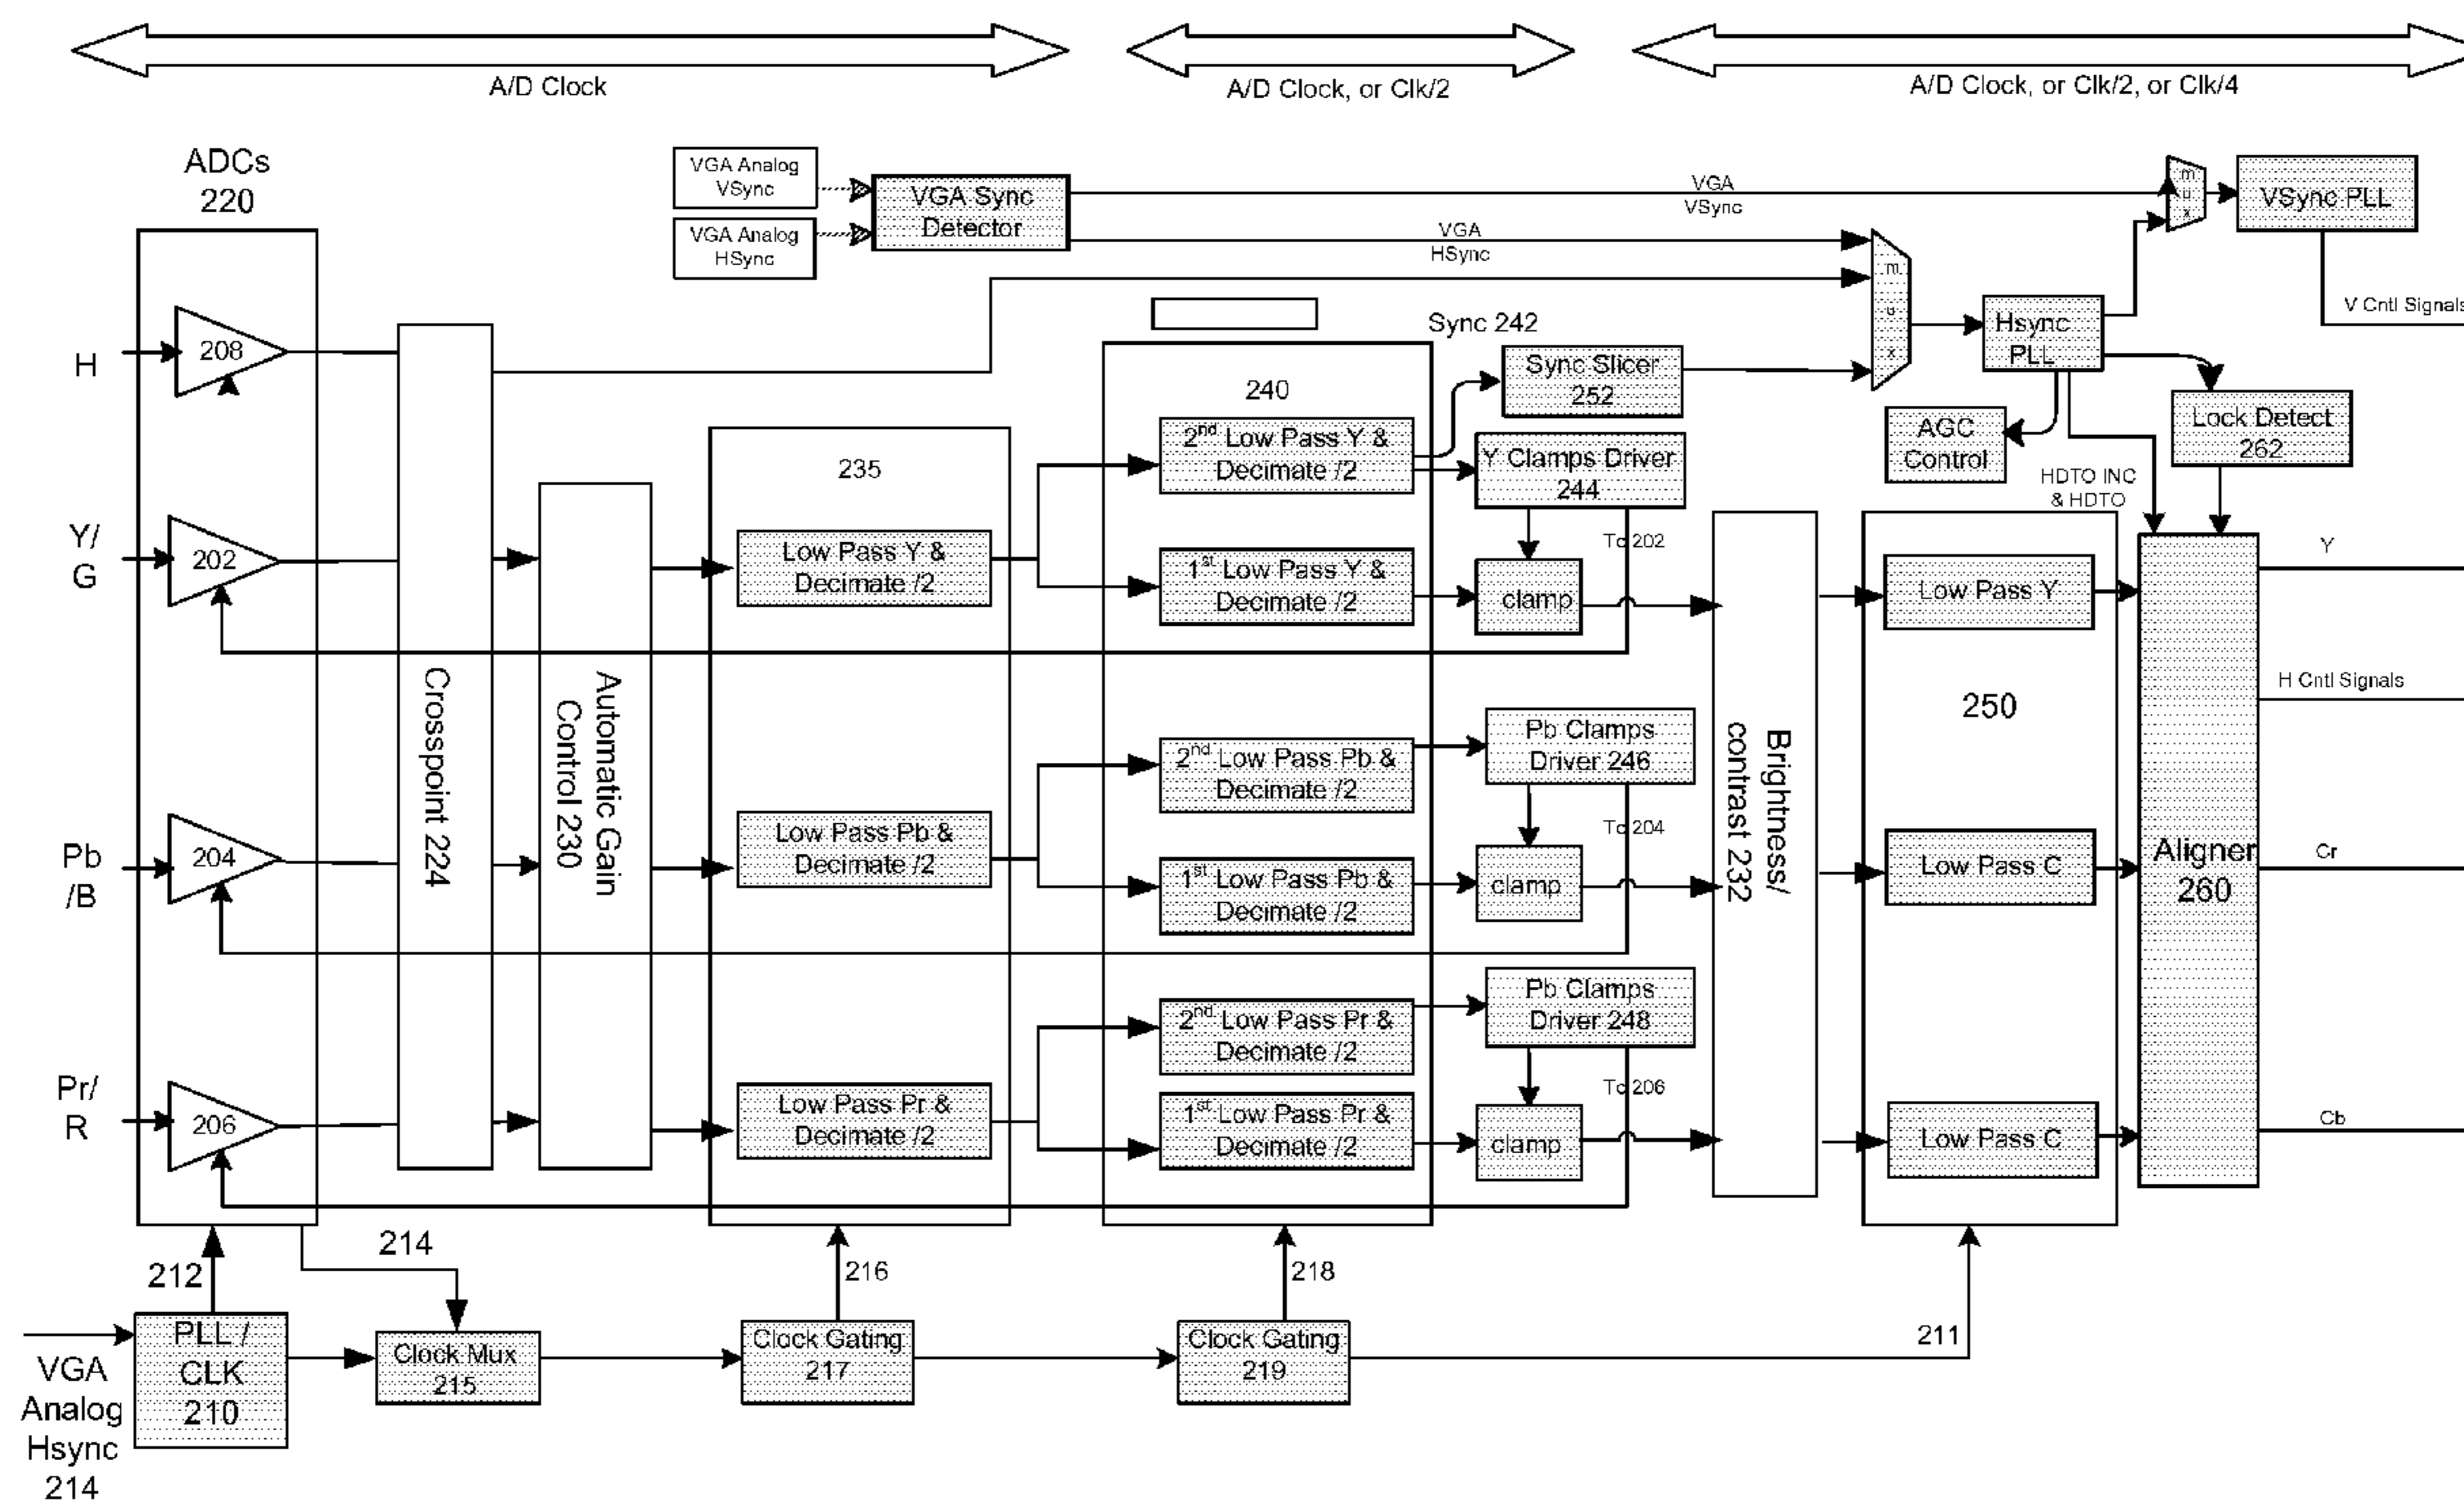 A/D Clock
A/D Clock, or Clk/2
A/D Clock, or Clk/2, or Clk/4
ADCs
220
VGA Analog
VSync
VGA Analog
HSync
VGA Sync
Detector
VGA
VSync
VGA
HSync
m
u
x
VSync PLL
V Cntl Signals
m
u
x
Hsync
PLL
Sync 242
Sync Slicer
252
AGC
Control
Lock Detect
262
HDTO INC
& HDTO
H
208
Y/
G
202
Pb
/B
204
Pr/
R
206
Crosspoint 224
Automatic Gain
Control 230
235
Low Pass Y &
Decimate /2
Low Pass Pb &
Decimate /2
Low Pass Pr &
Decimate /2
240
2nd Low Pass Y &
Decimate /2
1st Low Pass Y &
Decimate /2
2nd Low Pass Pb &
Decimate /2
1st Low Pass Pb &
Decimate /2
2nd Low Pass Pr &
Decimate /2
1st Low Pass Pr &
Decimate /2
Y Clamps Driver
244
To 202
clamp
Pb Clamps
Driver 246
To 204
clamp
Pb Clamps
Driver 248
To 206
clamp
Brightness/
contrast 232
Low Pass Y
250
Low Pass C
Low Pass C
Aligner
260
Y
H Cntl Signals
Cr
Cb
212
214
216
218
211
PLL /
CLK
210
Clock Mux
215
Clock Gating
217
Clock Gating
219
VGA
Analog
Hsync
214